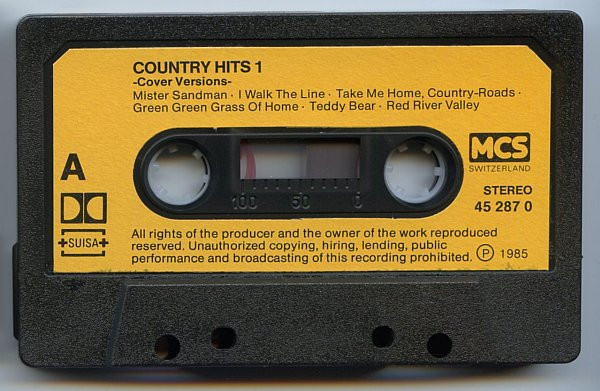 COUNTRY HITS 1
-Cover Versions-
Mister Sandman · I Walk The Line · Take Me Home, Country-Roads ·
Green Green Grass Of Home · Teddy Bear · Red River Valley
A
MCS
SWITZERLAND
STEREO
45 287 0
100 50 0
+SUISA+
All rights of the producer and the owner of the work reproduced
reserved. Unauthorized copying, hiring, lending, public
performance and broadcasting of this recording prohibited. Ⓟ 1985